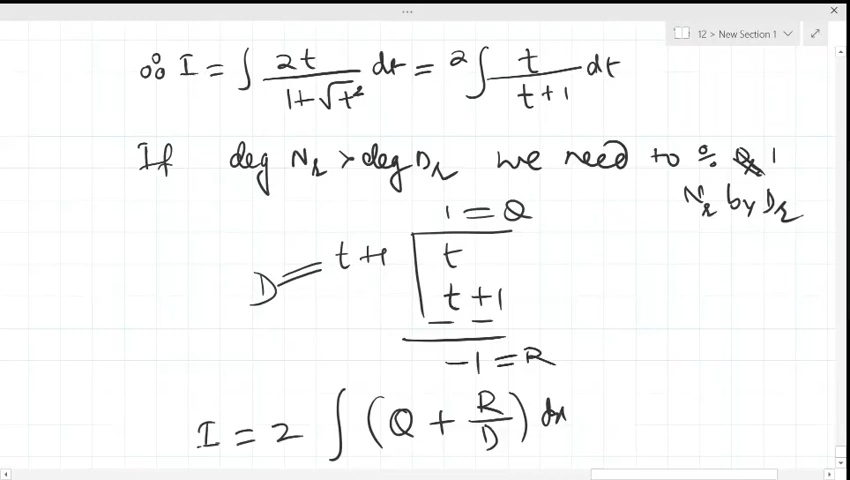 12 > New Section 1
∴ I = ∫ 2t / (1+√t²) dt = 2 ∫ t / (t+1) dt
If deg Nr > deg Dr we need to % 1
Nr by Dr
1 = Q
D = t+1 t
t + 1
-1 = R
I = 2 ∫ (Q + R/D) dx